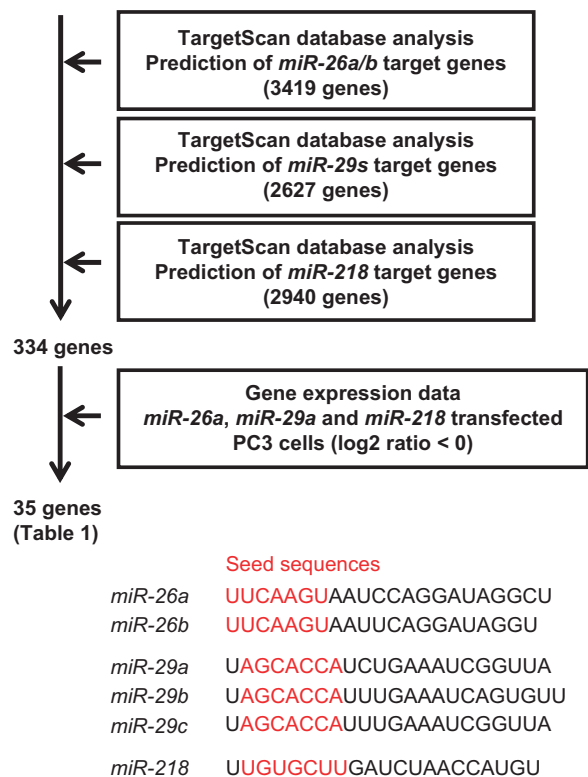 TargetScan database analysis
Prediction of miR-26a/b target genes
(3419 genes)
TargetScan database analysis
Prediction of miR-29s target genes
(2627 genes)
TargetScan database analysis
Prediction of miR-218 target genes
(2940 genes)
334 genes
Gene expression data
miR-26a, miR-29a and miR-218 transfected
PC3 cells (log2 ratio < 0)
35 genes
(Table 1)
Seed sequences
miR-26a UUCAAGUAAUCCAGGAUAGGCU
miR-26b UUCAAGUAAUUCAGGAUAGGU
miR-29a UAGCACCAUCUGAAAUCGGUUA
miR-29b UAGCACCAUUUGAAAUCAGUGUU
miR-29c UAGCACCAUUUGAAAUCGGUUA
miR-218 UUGUGCUUGAUCUAACCAUGU